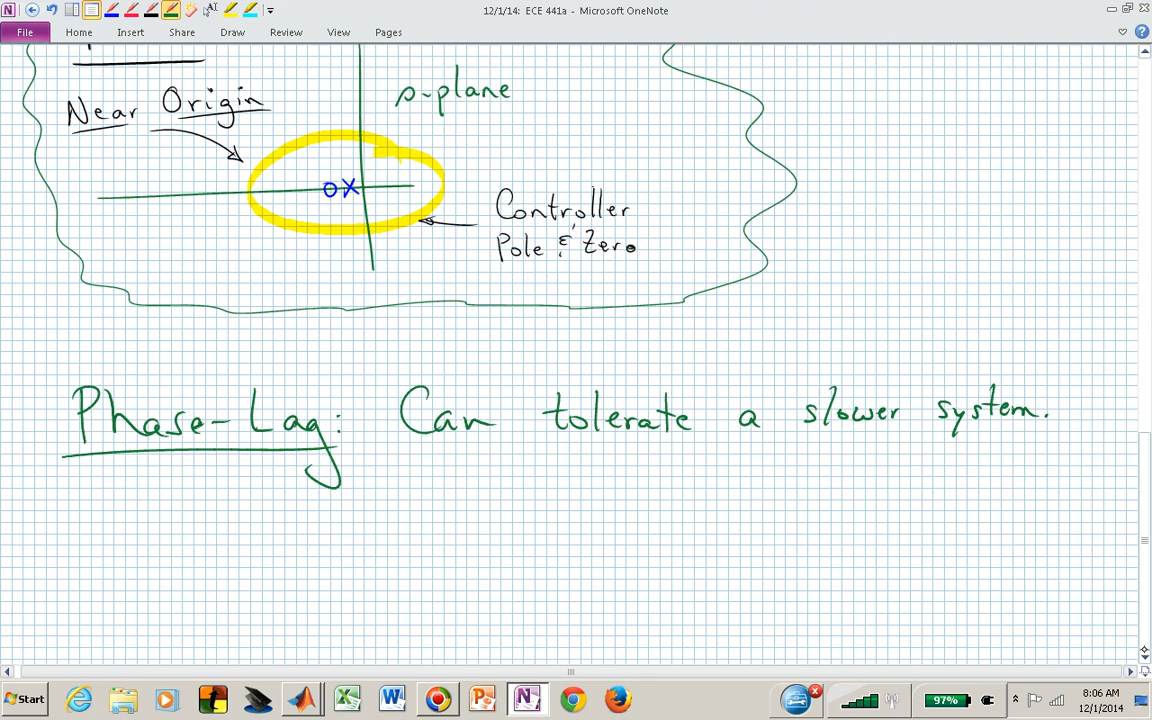 12/1/14: ECE 441a - Microsoft OneNote
File Home Insert Share Draw Review View Pages
s-plane
Near Origin
Controller
Pole & Zero
Phase-Lag: Can tolerate a slower system.
Start
97%
8:06 AM
12/1/2014